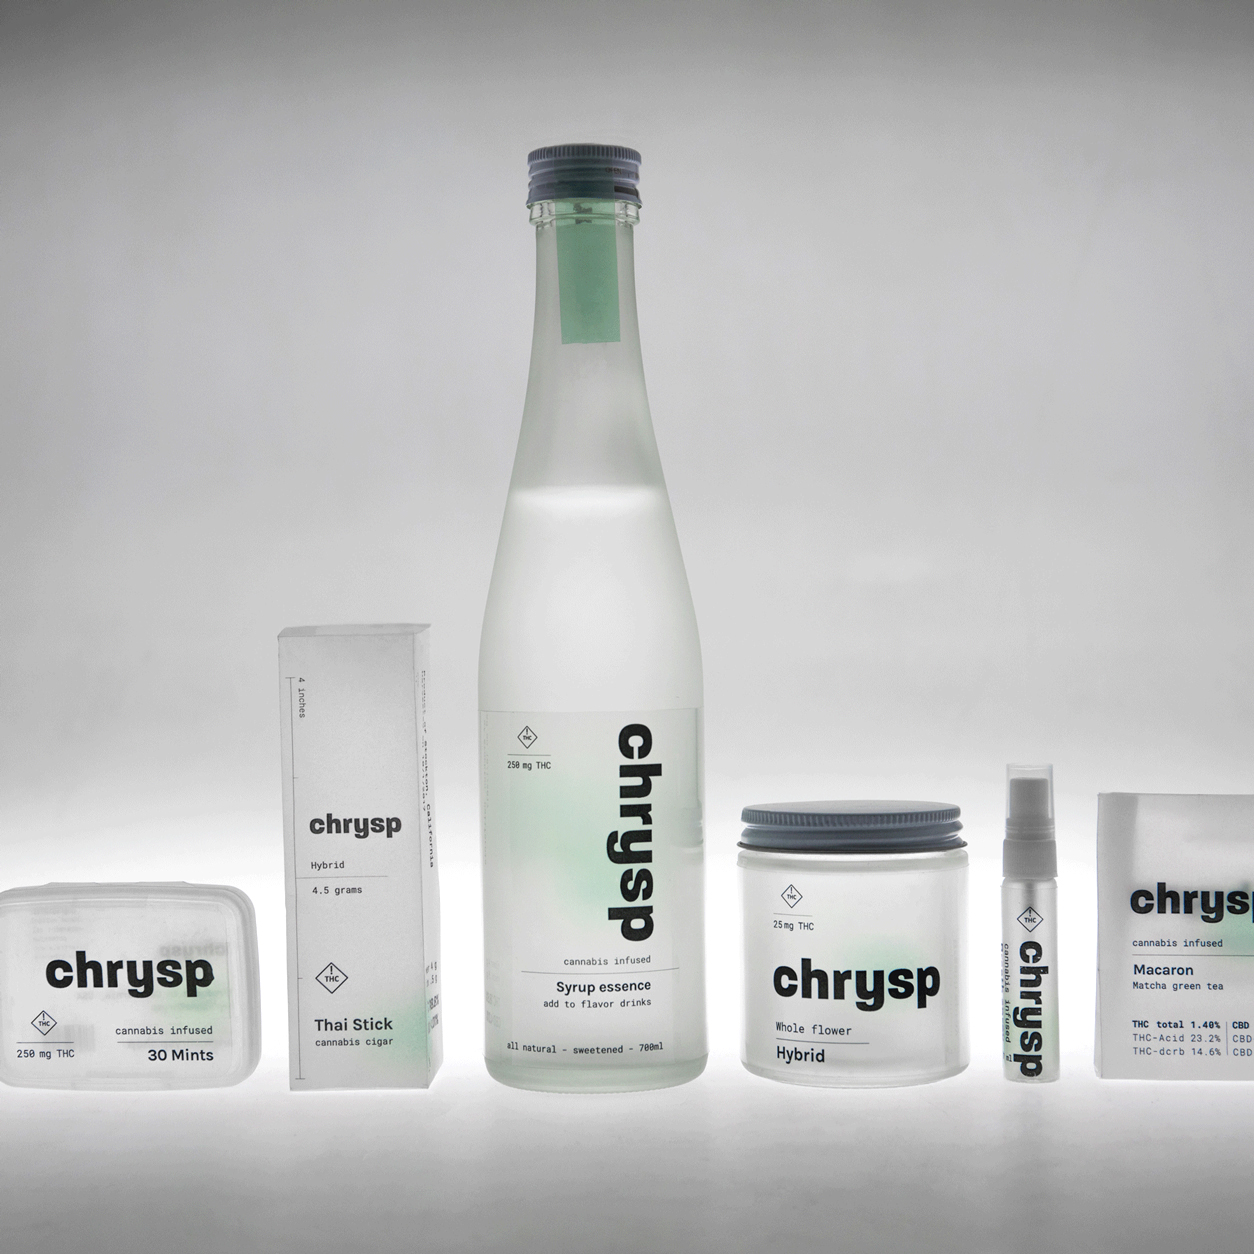 chrysp
THC
250 mg THC
cannabis infused
30 Mints
4 inches
chrysp
Hybrid
4.5 grams
THC
Thai Stick
cannabis cigar
California
THC
250 mg THC
chrysp
cannabis infused
Syrup essence
add to flavor drinks
all natural - sweetened - 700ml
THC
25mg THC
chrysp
Whole flower
Hybrid
THC
chrysp
cannabis infused
chrysp
cannabis infused
Macaron
Matcha green tea
THC total 1.40% CBD
THC-Acid 23.2% CBD
THC-dcrb 14.6% CBD